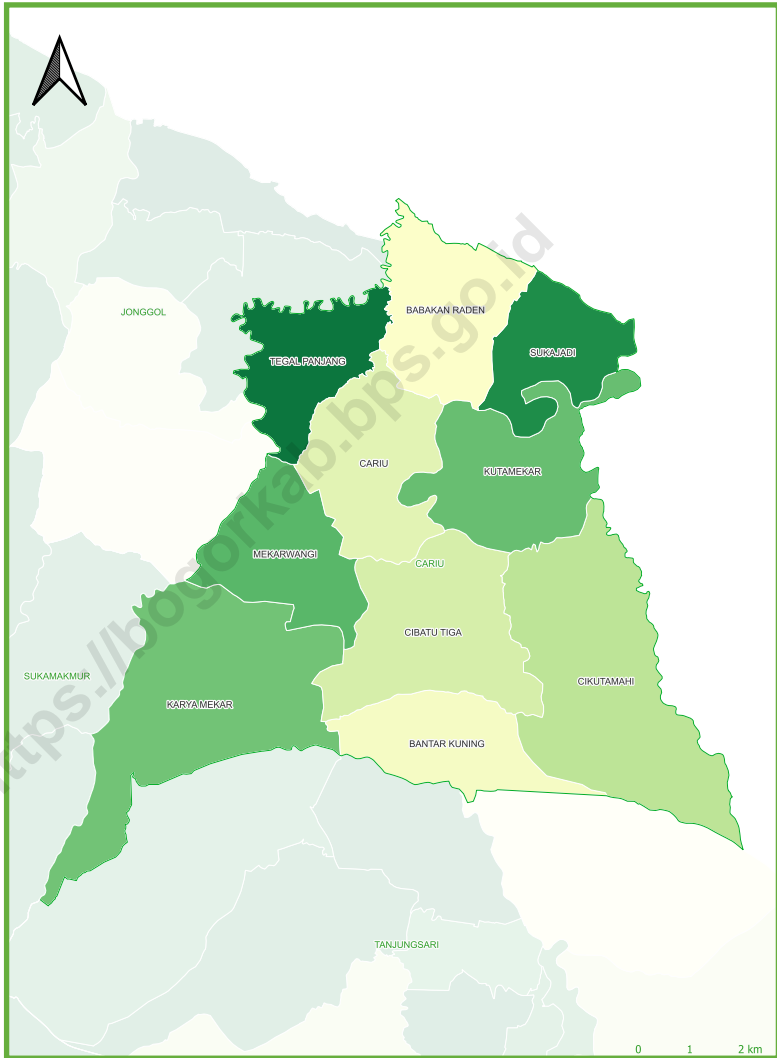 BABAKAN RADEN
JONGGOL
SUKAJADI
TEGAL PANJANG
CARIU
KUTAMEKAR
MEKARWANGI
CARIU
CIBATU TIGA
SUKAMAKMUR
CIKUTAMAHI
KARYA MEKAR
BANTAR KUNING
TANJUNGSARI
0 1 2 km
https://bogorkab.bps.go.id